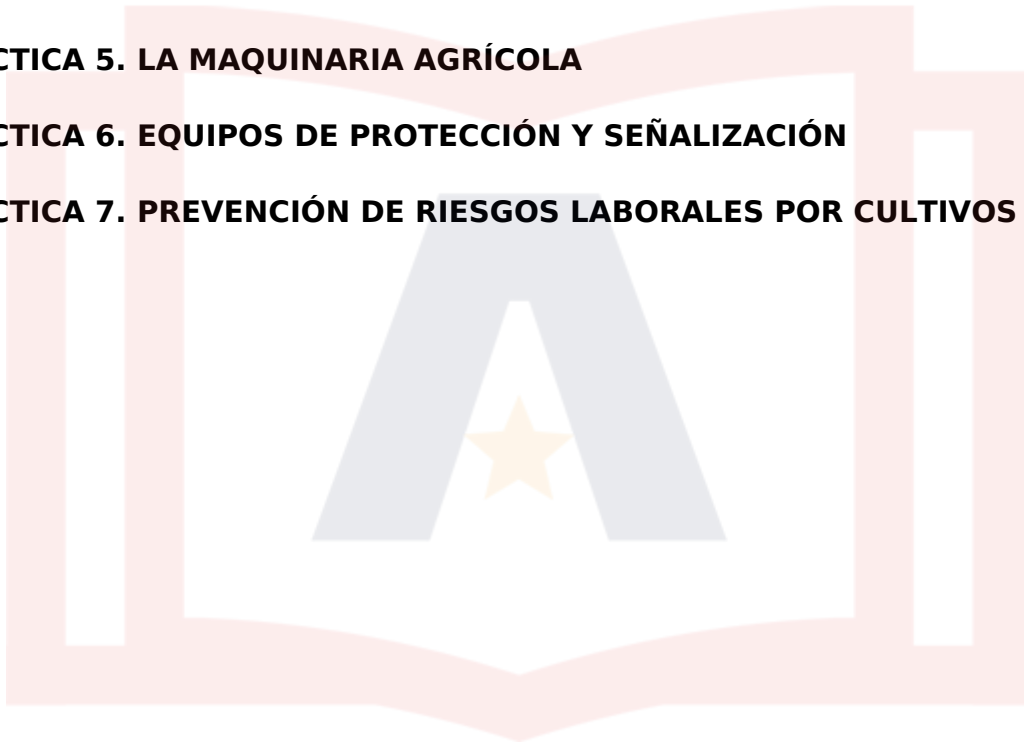 CTICA 5. LA MAQUINARIA AGRÍCOLA
CTICA 6. EQUIPOS DE PROTECCIÓN Y SEÑALIZACIÓN
CTICA 7. PREVENCIÓN DE RIESGOS LABORALES POR CULTIVOS